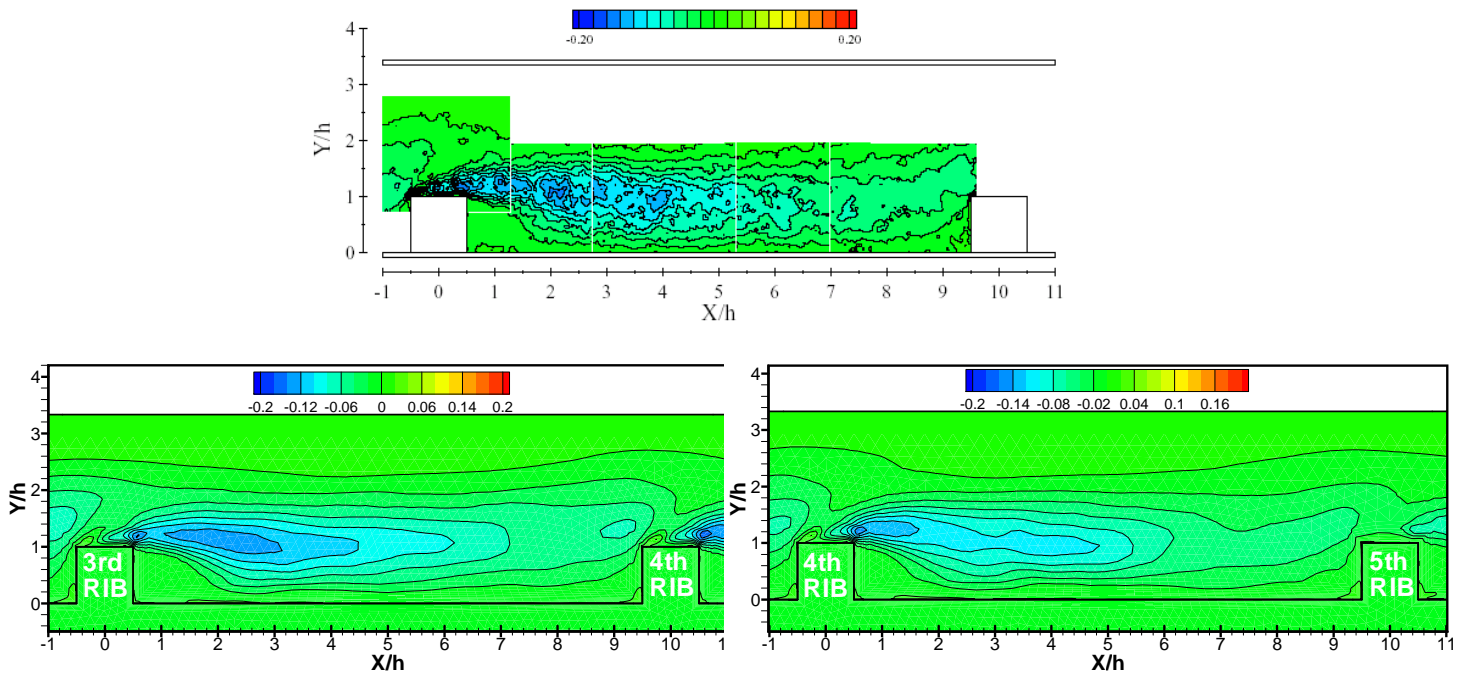 -0.20 0.20
4
3
2
1
0
Y/h
-1 0 1 2 3 4 5 6 7 8 9 10 11
X/h
-0.2 -0.12 -0.06 0 0.06 0.14 0.2
4
3
2
1
0
Y/h
3rd
RIB
4th
RIB
-1 0 1 2 3 4 5 6 7 8 9 10 1
X/h
-0.2 -0.14 -0.08 -0.02 0.04 0.1 0.16
4
3
2
1
0
Y/h
4th
RIB
5th
RIB
-1 0 1 2 3 4 5 6 7 8 9 10 11
X/h